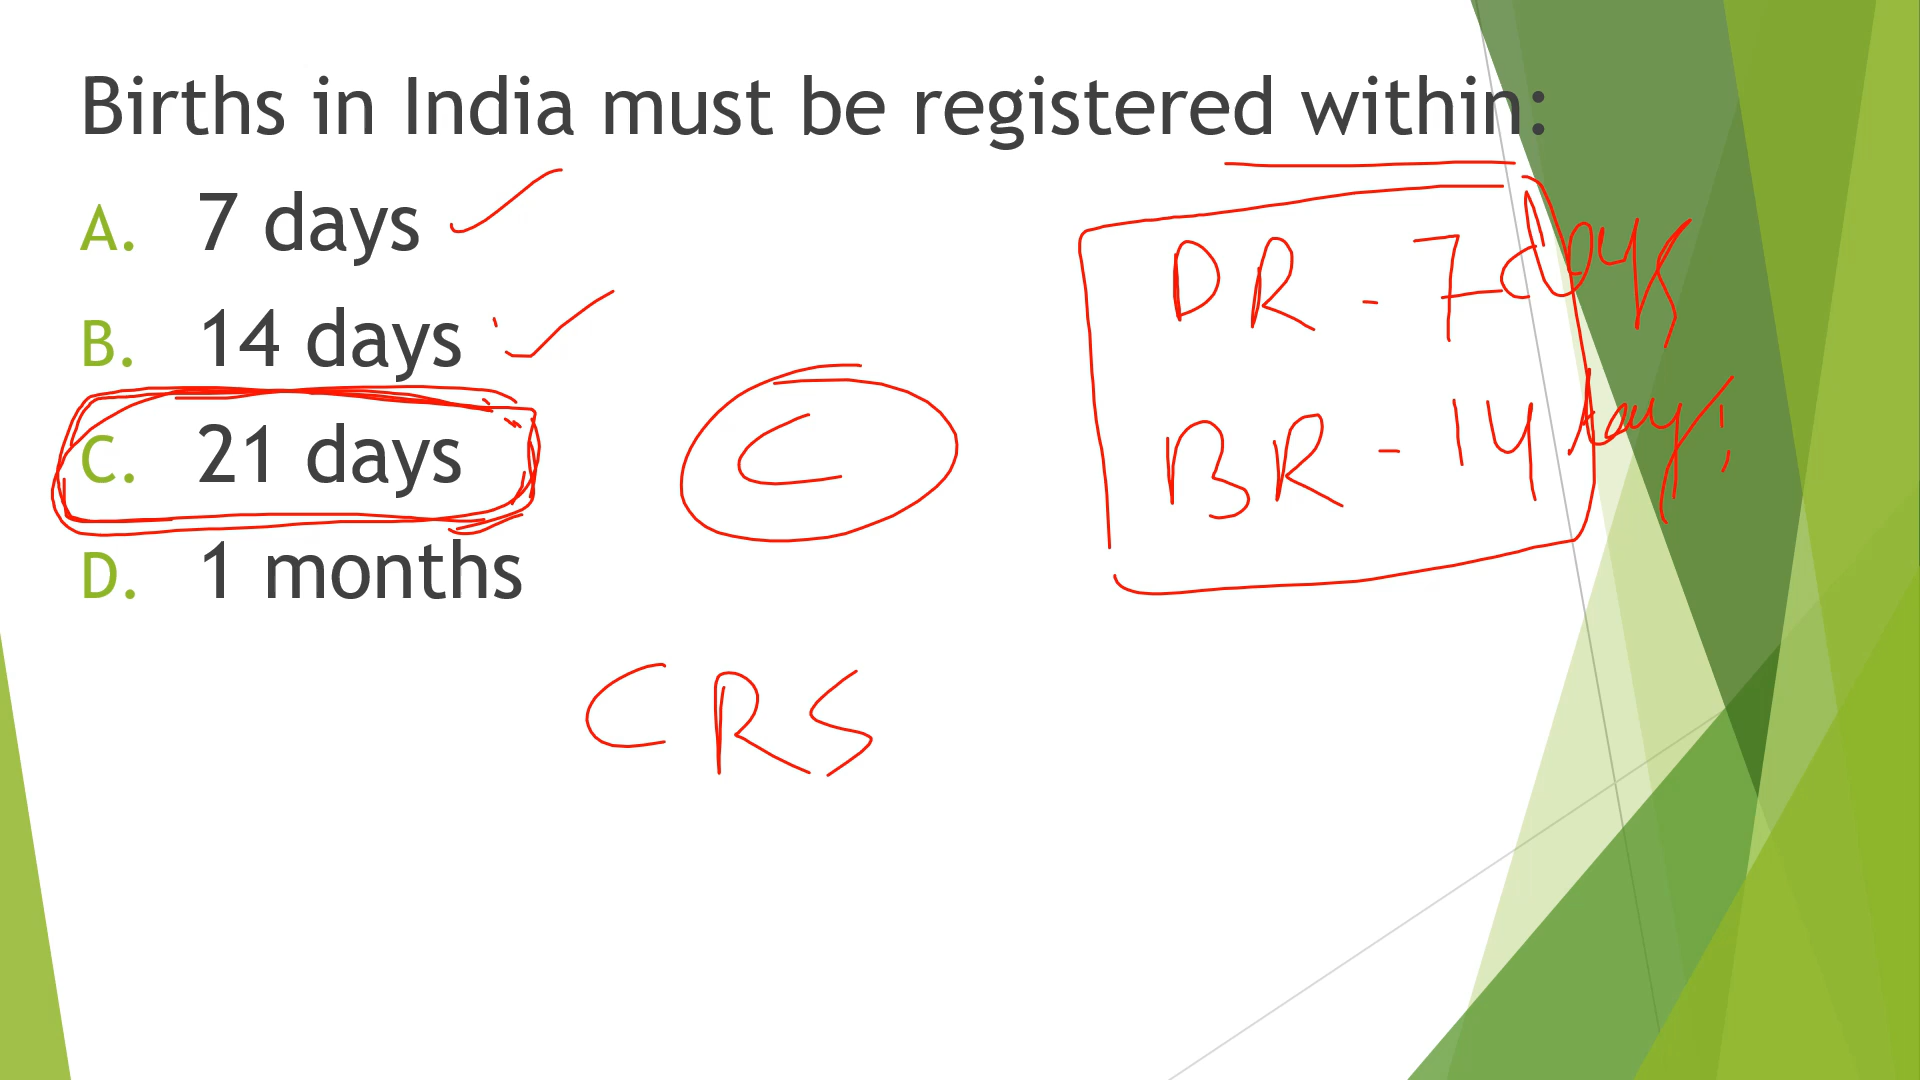 Births in India must be registered within:
A. 7 days
B. 14 days
C. 21 days
D. 1 months
DR - 7 days
BR - 14 days
C
CRS